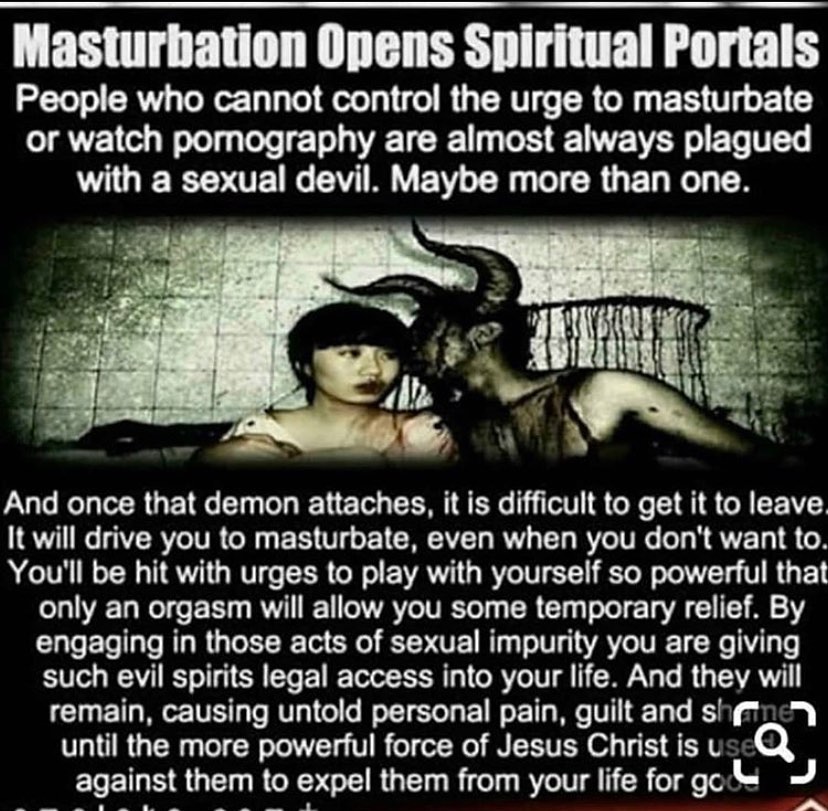 Masturbation Opens Spiritual Portals
People who cannot control the urge to masturbate
or watch pornography are almost always plagued
with a sexual devil. Maybe more than one.
And once that demon attaches, it is difficult to get it to leave.
It will drive you to masturbate, even when you don't want to.
You'll be hit with urges to play with yourself so powerful that
only an orgasm will allow you some temporary relief. By
engaging in those acts of sexual impurity you are giving
such evil spirits legal access into your life. And they will
remain, causing untold personal pain, guilt and shame
until the more powerful force of Jesus Christ is used
against them to expel them from your life for